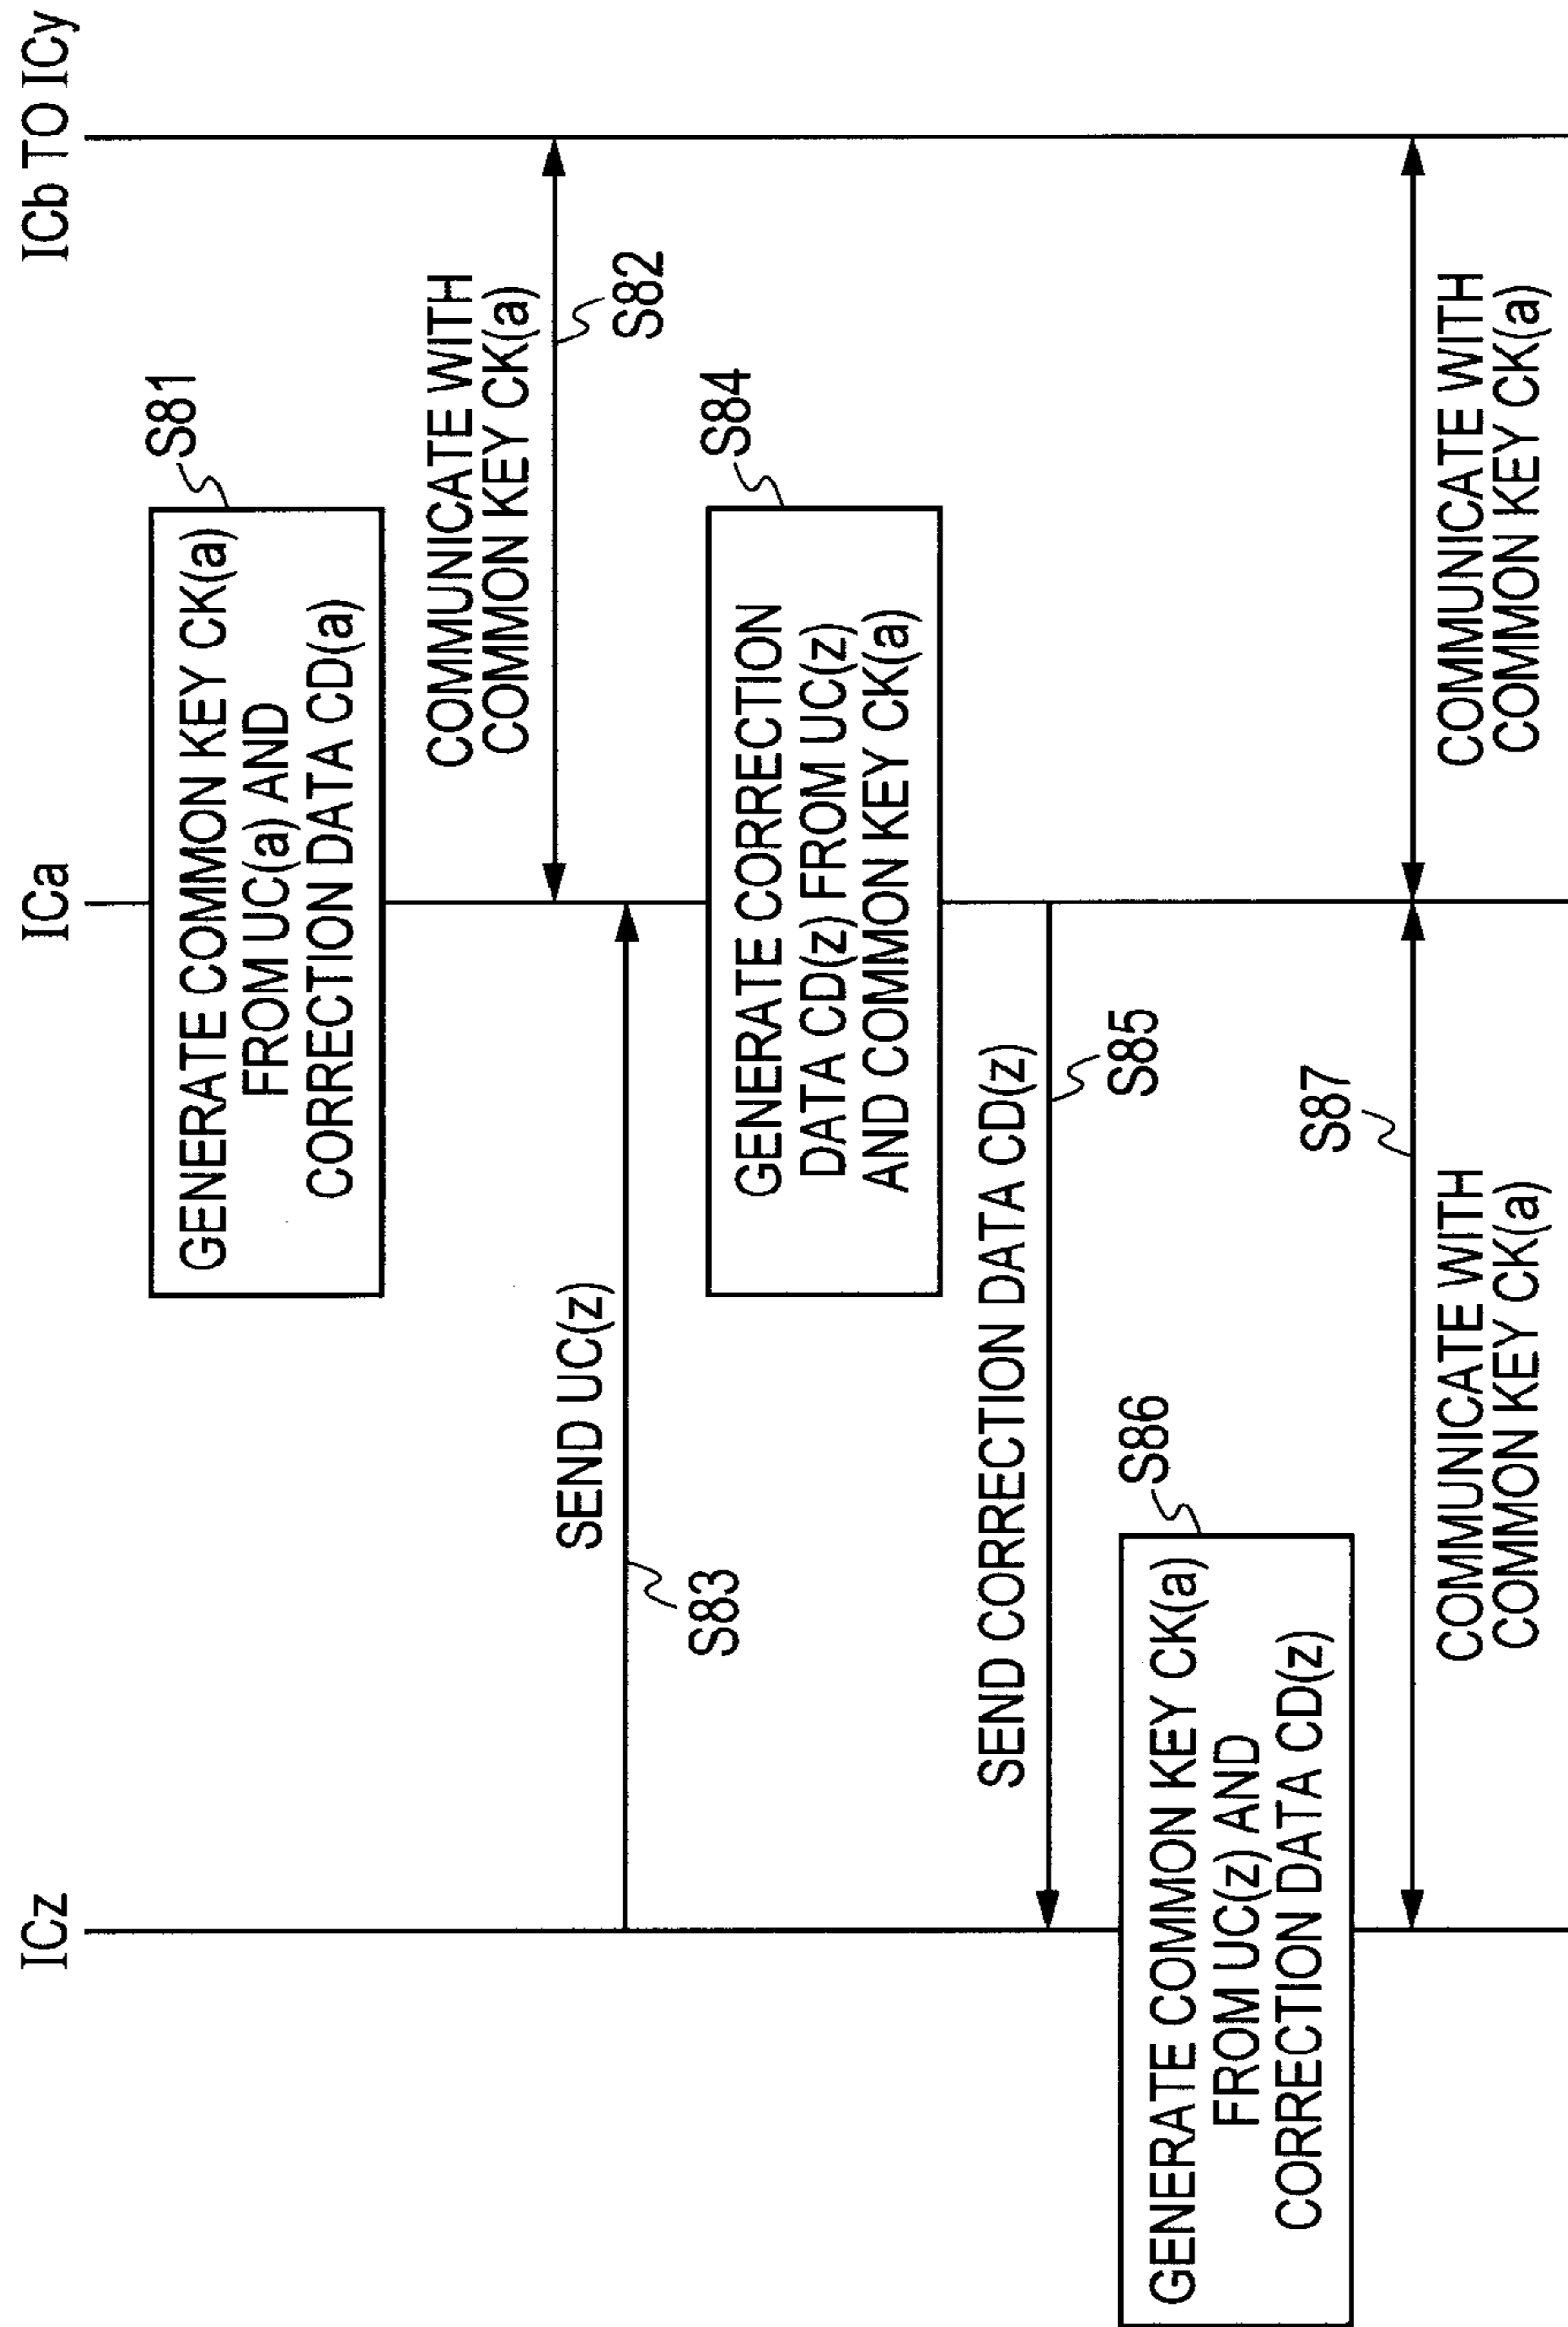 ICz
ICa
ICb TO ICy
S81
GENERATE COMMON KEY CK(a)
FROM UC(a) AND
CORRECTION DATA CD(a)
COMMUNICATE WITH
COMMON KEY CK(a)
S82
SEND UC(z)
S83
S84
GENERATE CORRECTION
DATA CD(z) FROM UC(z)
AND COMMON KEY CK(a)
SEND CORRECTION DATA CD(z)
S85
S86
GENERATE COMMON KEY CK(a)
FROM UC(z) AND
CORRECTION DATA CD(z)
S87
COMMUNICATE WITH
COMMON KEY CK(a)
COMMUNICATE WITH
COMMON KEY CK(a)